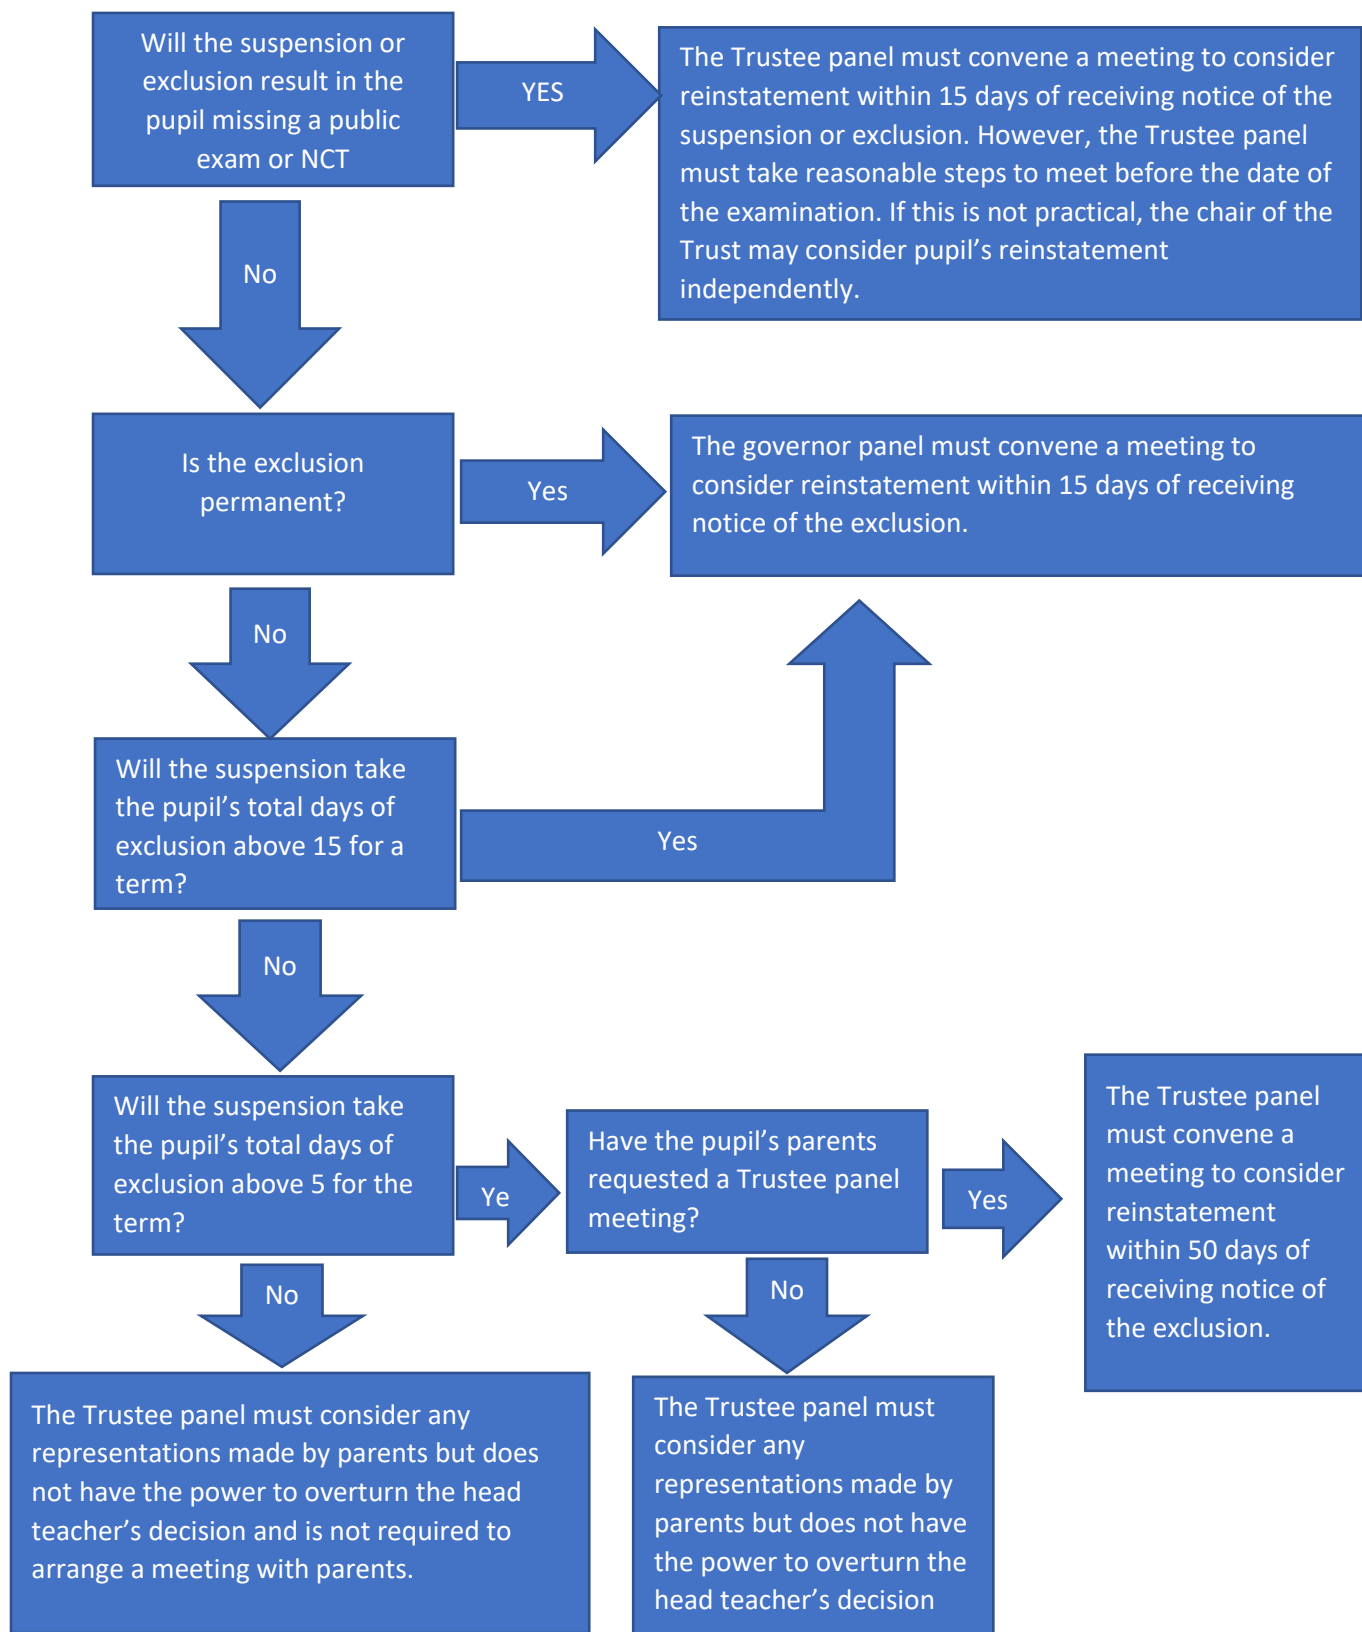 Will the suspension or
exclusion result in the
pupil missing a public
exam or NCT
YES
The Trustee panel must convene a meeting to consider
reinstatement within 15 days of receiving notice of the
suspension or exclusion. However, the Trustee panel
must take reasonable steps to meet before the date of
the examination. If this is not practical, the chair of the
Trust may consider pupil’s reinstatement
independently.
No
Is the exclusion
permanent?
Yes
The governor panel must convene a meeting to
consider reinstatement within 15 days of receiving
notice of the exclusion.
No
Will the suspension take
the pupil’s total days of
exclusion above 15 for a
term?
Yes
No
Will the suspension take
the pupil’s total days of
exclusion above 5 for the
term?
Ye
Have the pupil’s parents
requested a Trustee panel
meeting?
Yes
The Trustee panel
must convene a
meeting to consider
reinstatement
within 50 days of
receiving notice of
the exclusion.
No
No
The Trustee panel must consider any
representations made by parents but does
not have the power to overturn the head
teacher’s decision and is not required to
arrange a meeting with parents.
The Trustee panel must
consider any
representations made by
parents but does not have
the power to overturn the
head teacher’s decision